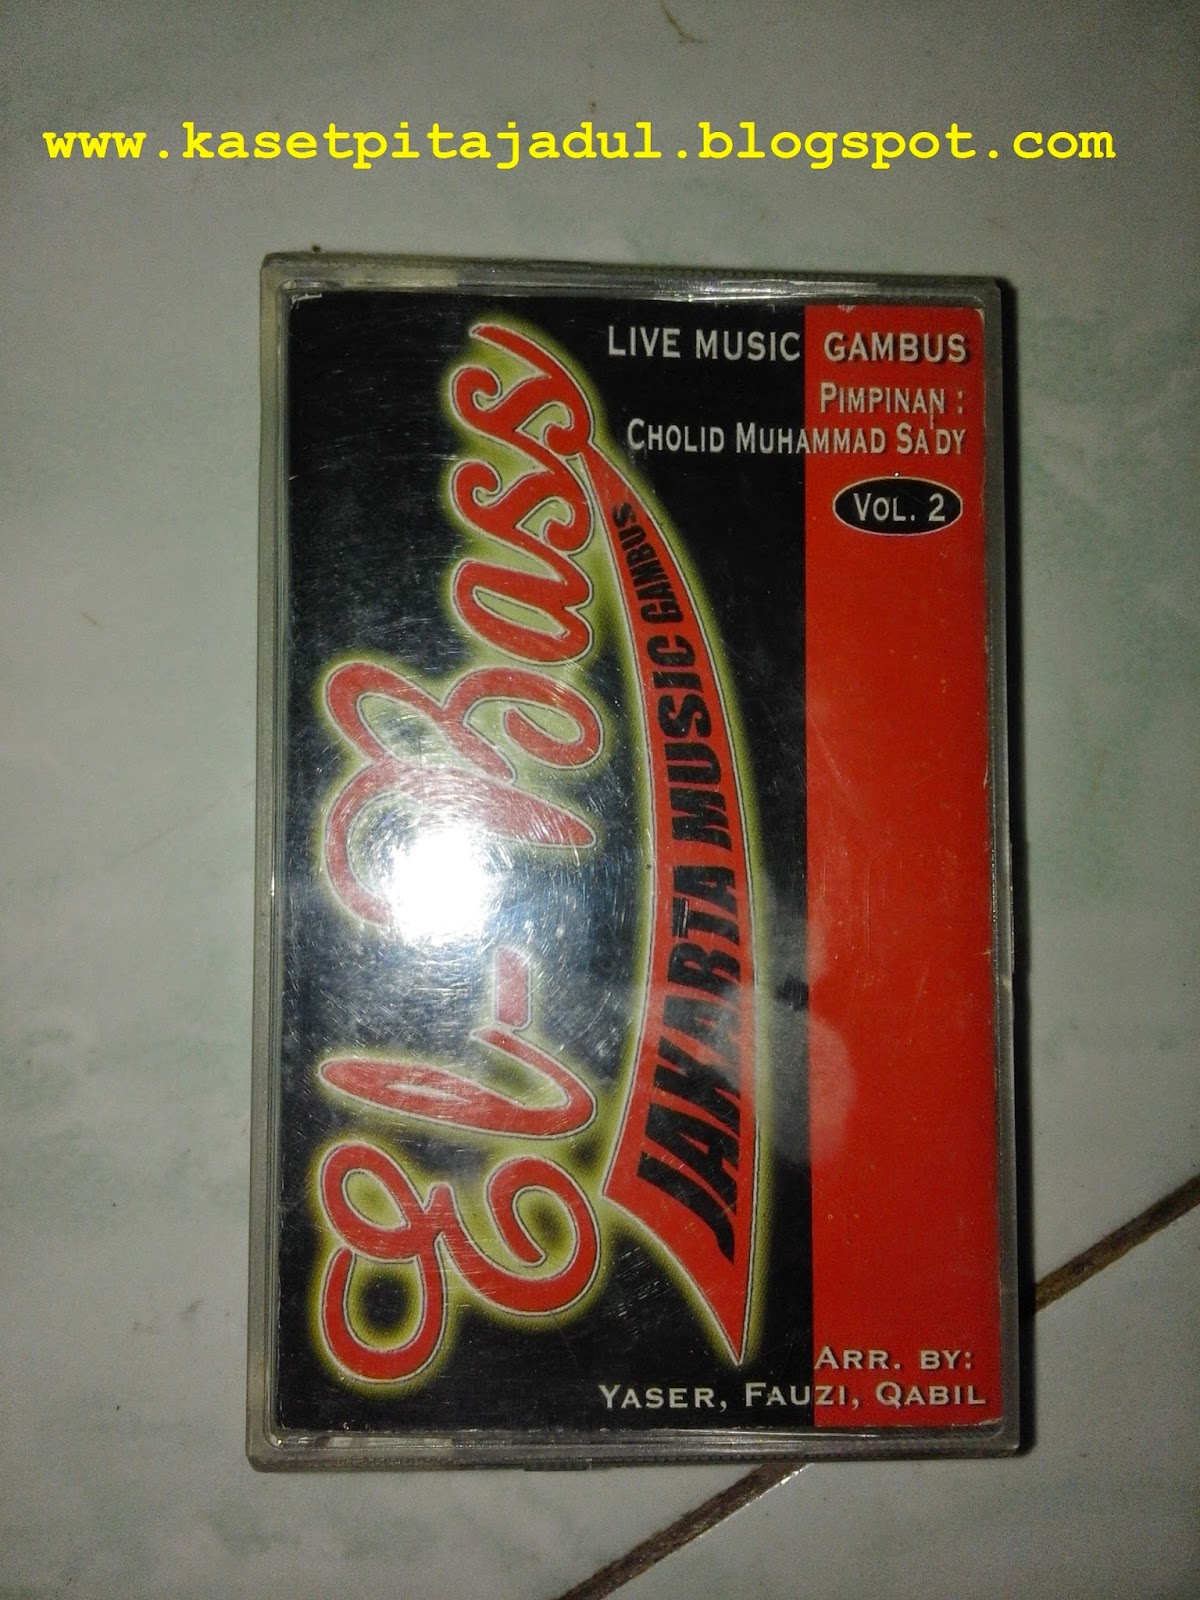 www.kasetpitajadul.blogspot.com
LIVE MUSIC GAMBUS
PIMPINAN :
CHOLID MUHAMMAD SA'DY
VOL. 2
El-Bass
JAKARTA MUSIC GAMBUS
ARR. BY:
YASER, FAUZI, QABIL